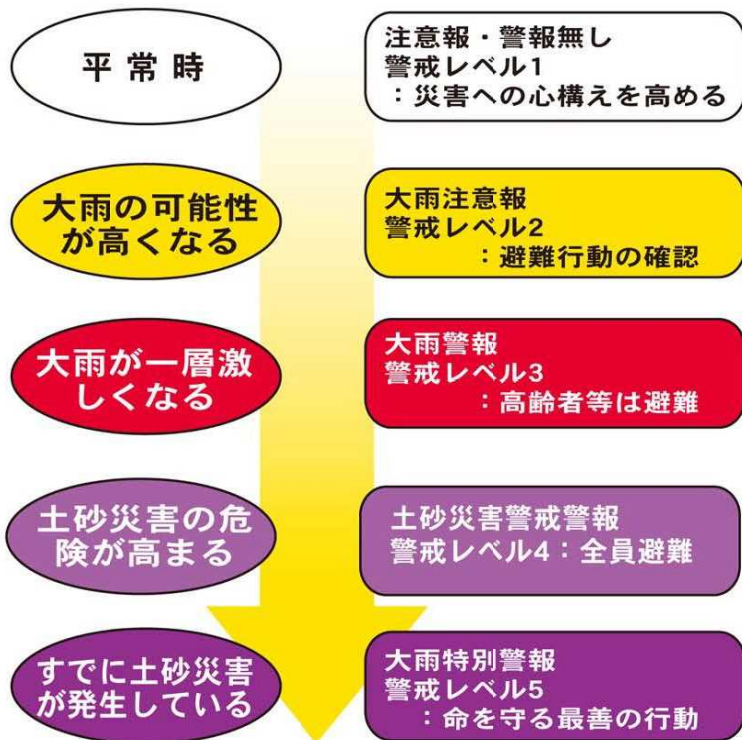 平常時
注意報・警報無し
警戒レベル1
：災害への心構えを高める
大雨の可能性
が高くなる
大雨注意報
警戒レベル2
：避難行動の確認
大雨が一層激
しくなる
大雨警報
警戒レベル3
：高齢者等は避難
土砂災害の危
険が高まる
土砂災害警戒警報
警戒レベル4：全員避難
すでに土砂災害
が発生している
大雨特別警報
警戒レベル5
：命を守る最善の行動